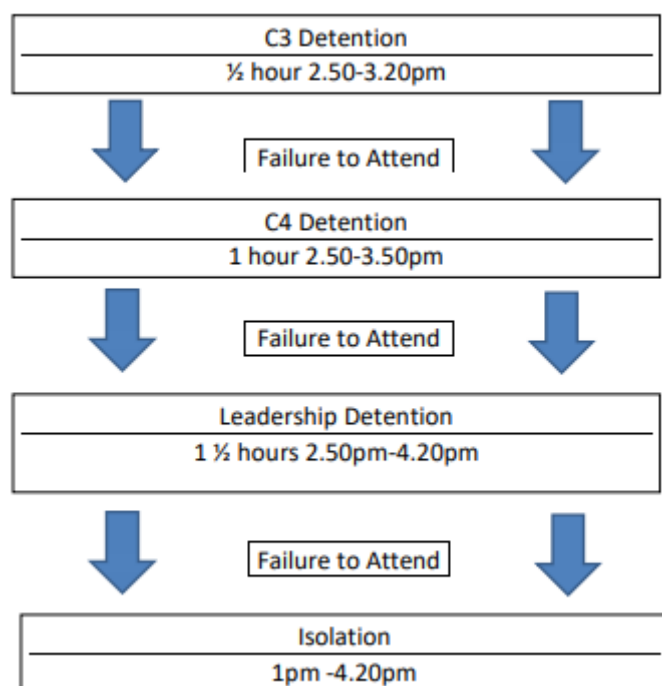 C3 Detention
½ hour 2.50-3.20pm
Failure to Attend
C4 Detention
1 hour 2.50-3.50pm
Failure to Attend
Leadership Detention
1 ½ hours 2.50pm-4.20pm
Failure to Attend
Isolation
1pm -4.20pm